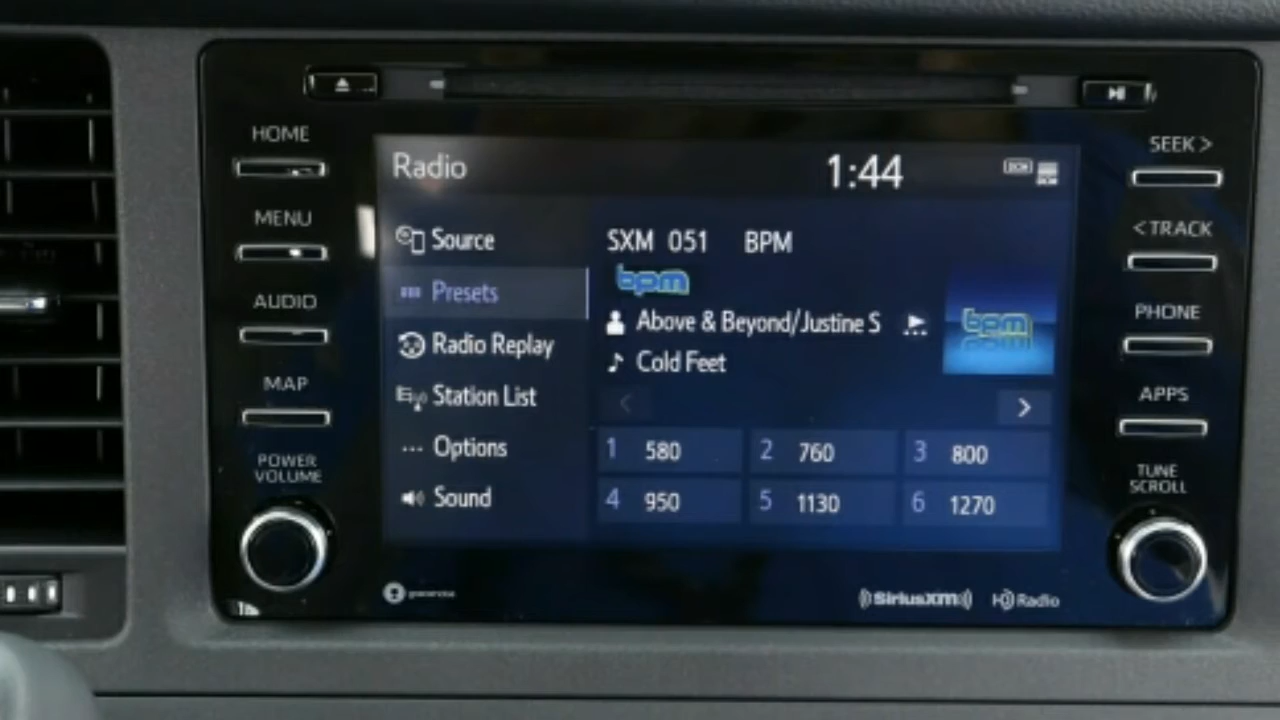 HOME
MENU
AUDIO
MAP
POWER
VOLUME
Radio
1:44
Source
Presets
Radio Replay
Station List
Options
Sound
SXM 051 BPM
bpm
Above & Beyond/Justine S
Cold Feet
bpm
1 580
2 760
3 800
4 950
5 1130
6 1270
SEEK >
< TRACK
PHONE
APPS
TUNE
SCROLL
((SiriusXM))
HD Radio